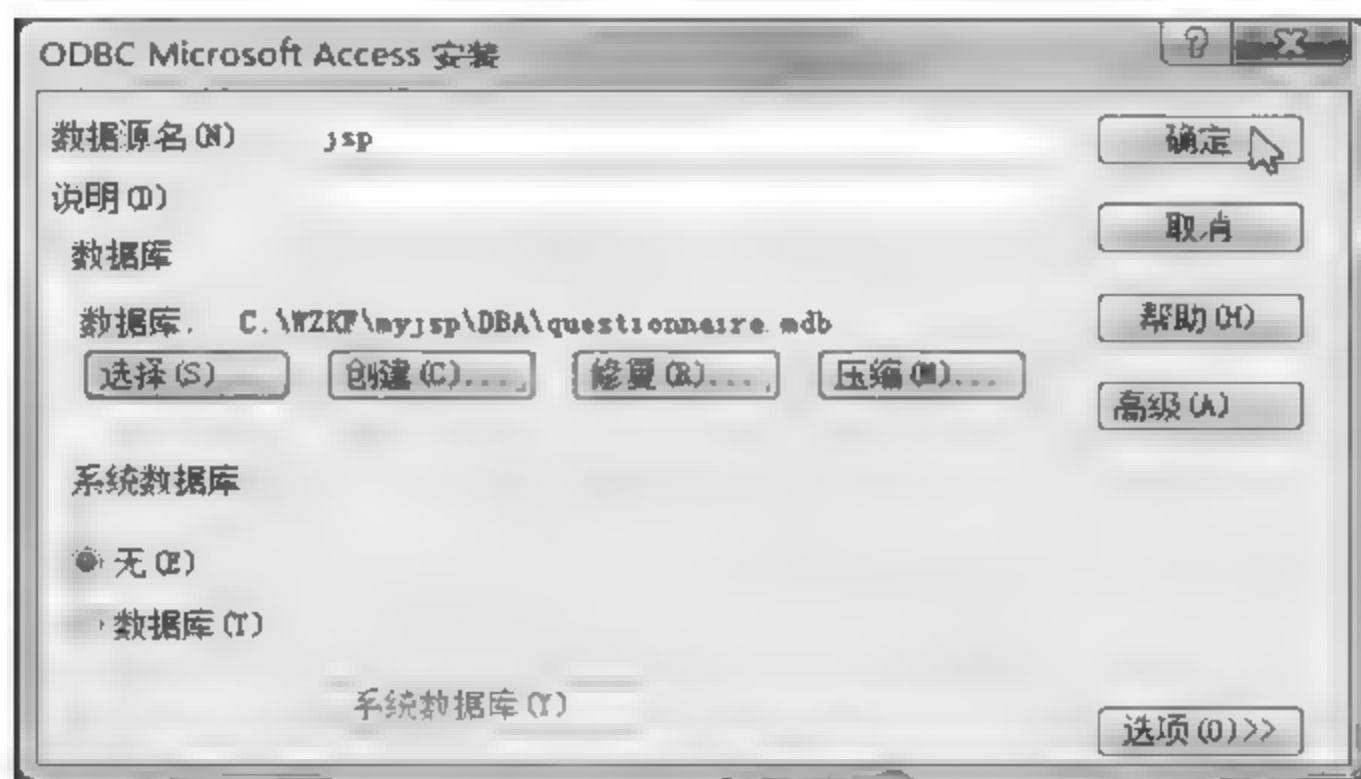 ODBC Microsoft Access 安装
数据源名(N) jsp
确定
说明(D)
取消
数据库
数据库: C:\WZKF\myjsp\DBA\questionnaire.mdb
帮助(H)
选择(S)... 创建(C)... 修复(R)... 压缩(M)...
高级(A)
系统数据库
无(E)
数据库(T)
系统数据库(Y)
选项(O)>>